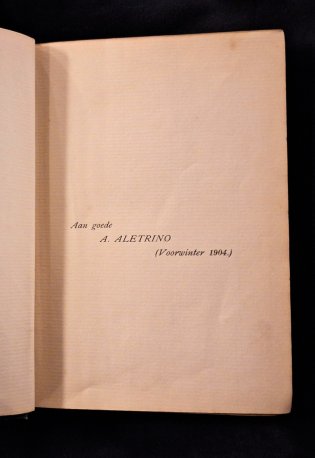 Aan goede
A. ALETRINO
(Voorwinter 1904.)